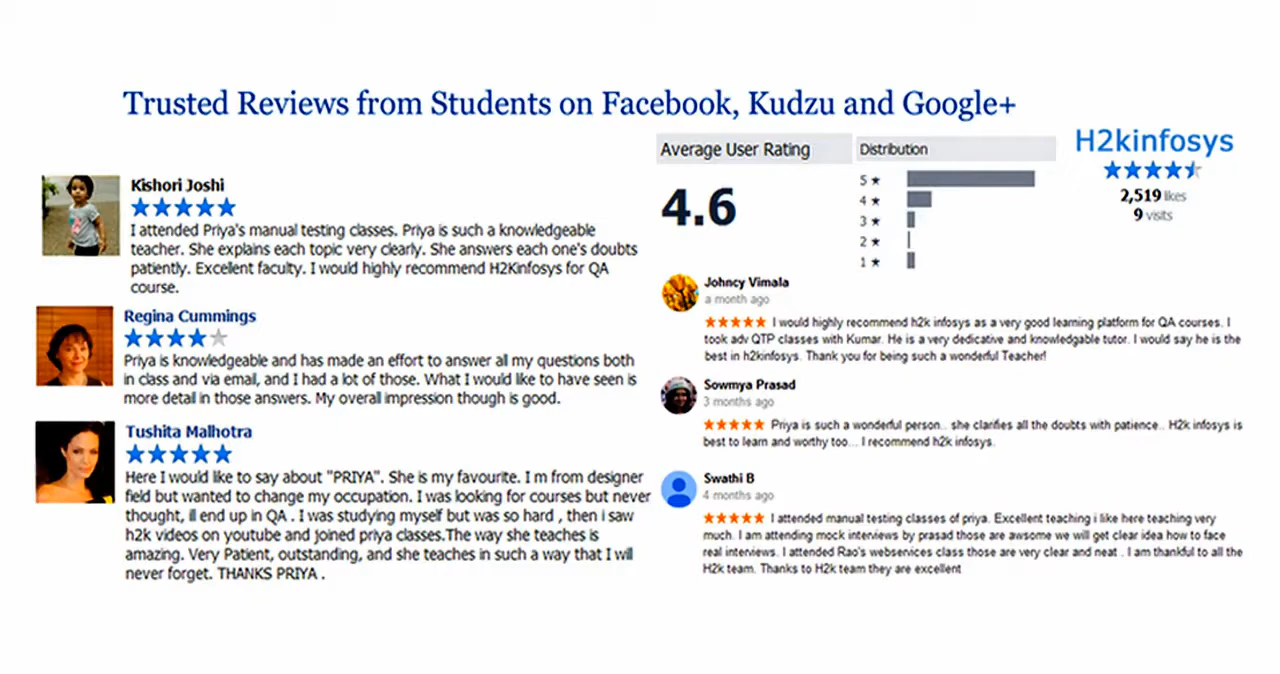 Trusted Reviews from Students on Facebook, Kudzu and Google+
Kishori Joshi
I attended Priya's manual testing classes. Priya is such a knowledgeable
teacher. She explains each topic very clearly. She answers each one's doubts
patiently. Excellent faculty. I would highly recommend H2Kinfosys for QA
course.
Regina Cummings
Priya is knowledgeable and has made an effort to answer all my questions both
in class and via email, and I had a lot of those. What I would like to have seen is
more detail in those answers. My overall impression though is good.
Tushita Malhotra
Here I would like to say about "PRIYA". She is my favourite. I m from designer
field but wanted to change my occupation. I was looking for courses but never
thought, ill end up in QA . I was studying myself but was so hard , then i saw
h2k videos on youtube and joined priya classes.The way she teaches is
amazing. Very Patient, outstanding, and she teaches in such a way that I will
never forget. THANKS PRIYA .
Average User Rating
4.6
Distribution
5 ★
4 ★
3 ★
2 ★
1 ★
H2kinfosys
2,519 likes
9 visits
Johncy Vimala
a month ago
I would highly recommend h2k infosys as a very good learning platform for QA courses. I
took adv QTP classes with Kumar. He is a very dedicative and knowledgable tutor. I would say he is the
best in h2kinfosys. Thank you for being such a wonderful Teacher!
Sowmya Prasad
3 months ago
Priya is such a wonderful person.. she clarifies all the doubts with patience.. H2k infosys is
best to learn and worthy too... I recommend h2k infosys.
Swathi B
4 months ago
I attended manual testing classes of priya. Excellent teaching i like here teaching very
much. I am attending mock interviews by prasad those are awsome we will get clear idea how to face
real interviews. I attended Rao's webservices class those are very clear and neat . I am thankful to all the
H2k team. Thanks to H2k team they are excellent